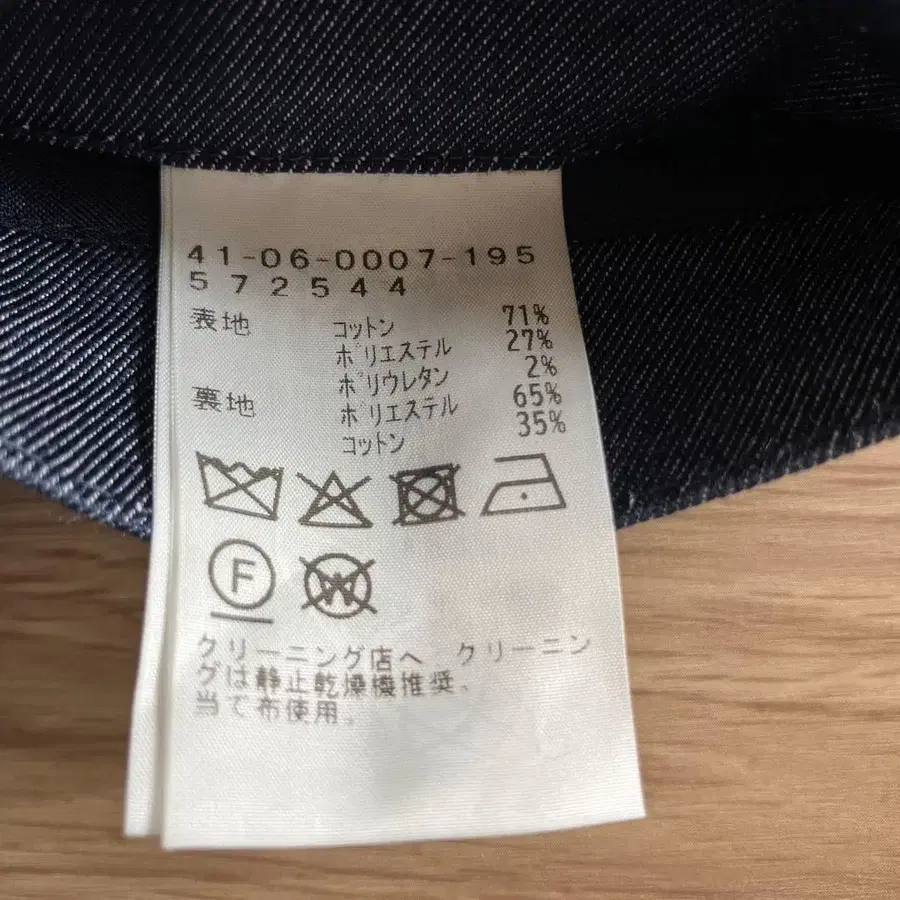 41-06-0007-195
572544
表地 コットン 71%
ポリエステル 27%
ポリウレタン 2%
裏地 ポリエステル 65%
コットン 35%
F
W
クリーニング店へ クリーニン
グは静止乾燥機推奨。
当て布使用。